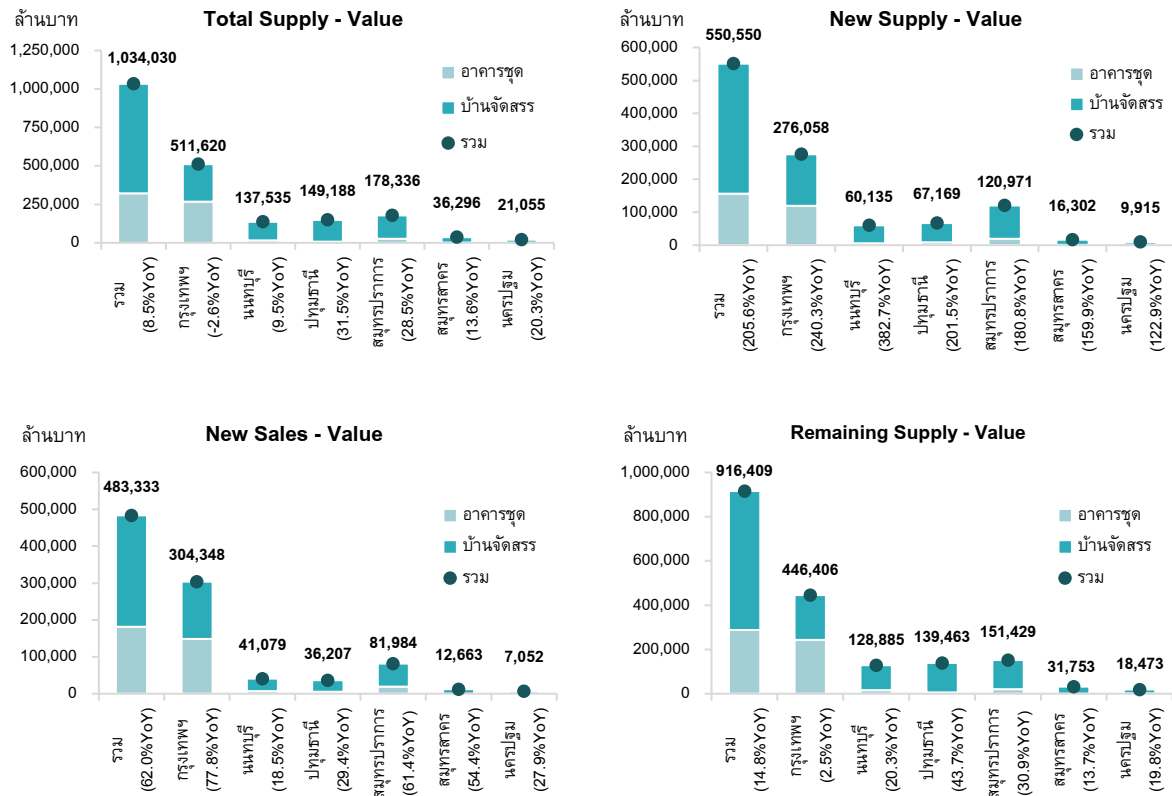 ล้านบาท
Total Supply - Value
1,250,000
1,000,000
750,000
500,000
250,000
0
1,034,030
511,620
137,535
149,188
178,336
36,296
21,055
อาคารชุด
บ้านจัดสรร
รวม
รวม
(8.5%YoY)
กรุงเทพฯ
(-2.6%YoY)
นนทบุรี
(9.5%YoY)
ปทุมธานี
(31.5%YoY)
สมุทรปราการ
(28.5%YoY)
สมุทรสาคร
(13.6%YoY)
นครปฐม
(20.3%YoY)
ล้านบาท
New Supply - Value
600,000
500,000
400,000
300,000
200,000
100,000
0
550,550
276,058
60,135
67,169
120,971
16,302
9,915
อาคารชุด
บ้านจัดสรร
รวม
รวม
(205.6%YoY)
กรุงเทพฯ
(240.3%YoY)
นนทบุรี
(382.7%YoY)
ปทุมธานี
(201.5%YoY)
สมุทรปราการ
(180.8%YoY)
สมุทรสาคร
(159.9%YoY)
นครปฐม
(122.9%YoY)
ล้านบาท
New Sales - Value
600,000
500,000
400,000
300,000
200,000
100,000
0
483,333
304,348
41,079
36,207
81,984
12,663
7,052
อาคารชุด
บ้านจัดสรร
รวม
รวม
(62.0%YoY)
กรุงเทพฯ
(77.8%YoY)
นนทบุรี
(18.5%YoY)
ปทุมธานี
(29.4%YoY)
สมุทรปราการ
(61.4%YoY)
สมุทรสาคร
(54.4%YoY)
นครปฐม
(27.9%YoY)
ล้านบาท
Remaining Supply - Value
1,000,000
800,000
600,000
400,000
200,000
0
916,409
446,406
128,885
139,463
151,429
31,753
18,473
อาคารชุด
บ้านจัดสรร
รวม
รวม
(14.8%YoY)
กรุงเทพฯ
(2.5%YoY)
นนทบุรี
(20.3%YoY)
ปทุมธานี
(43.7%YoY)
สมุทรปราการ
(30.9%YoY)
สมุทรสาคร
(13.7%YoY)
นครปฐม
(19.8%YoY)